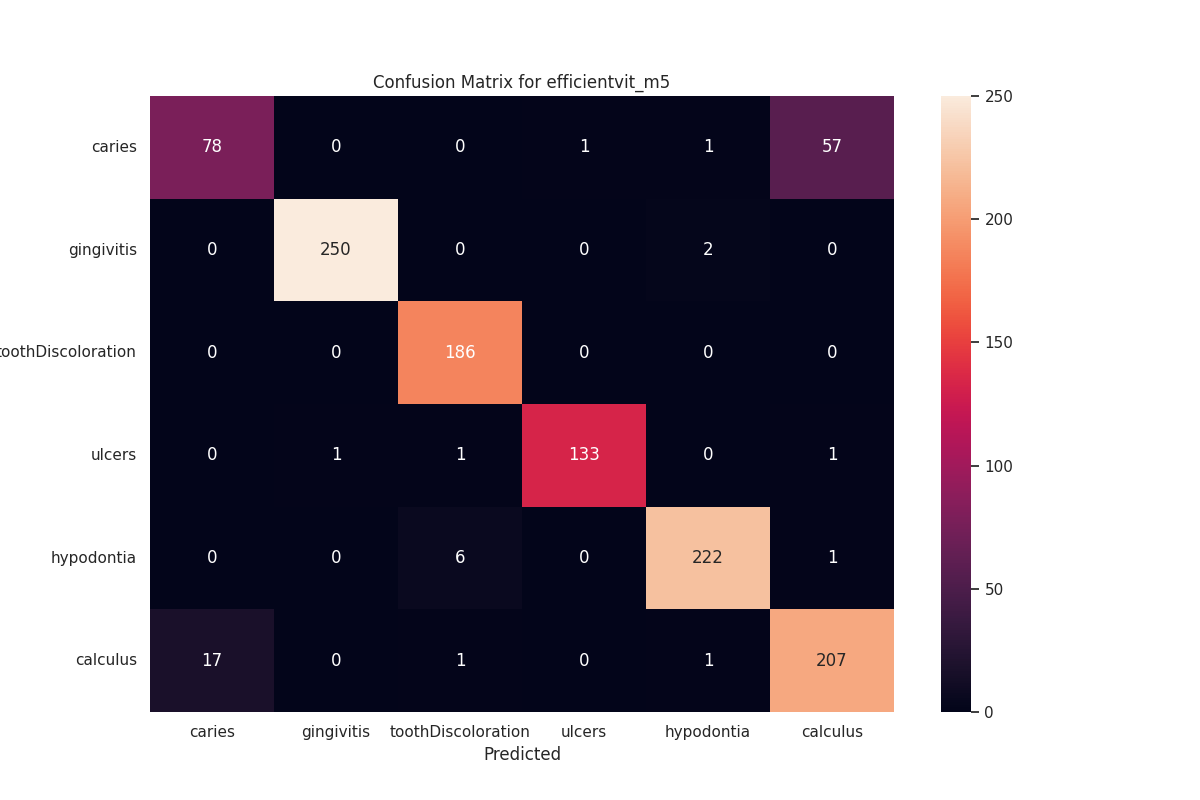 Confusion Matrix for efficientvit_m5
caries 78 0 0 1 1 57
gingivitis 0 250 0 0 2 0
toothDiscoloration 0 0 186 0 0 0
ulcers 0 1 1 133 0 1
hypodontia 0 0 6 0 222 1
calculus 17 0 1 0 1 207
caries gingivitis toothDiscoloration ulcers hypodontia calculus
Predicted
250
200
150
100
50
0